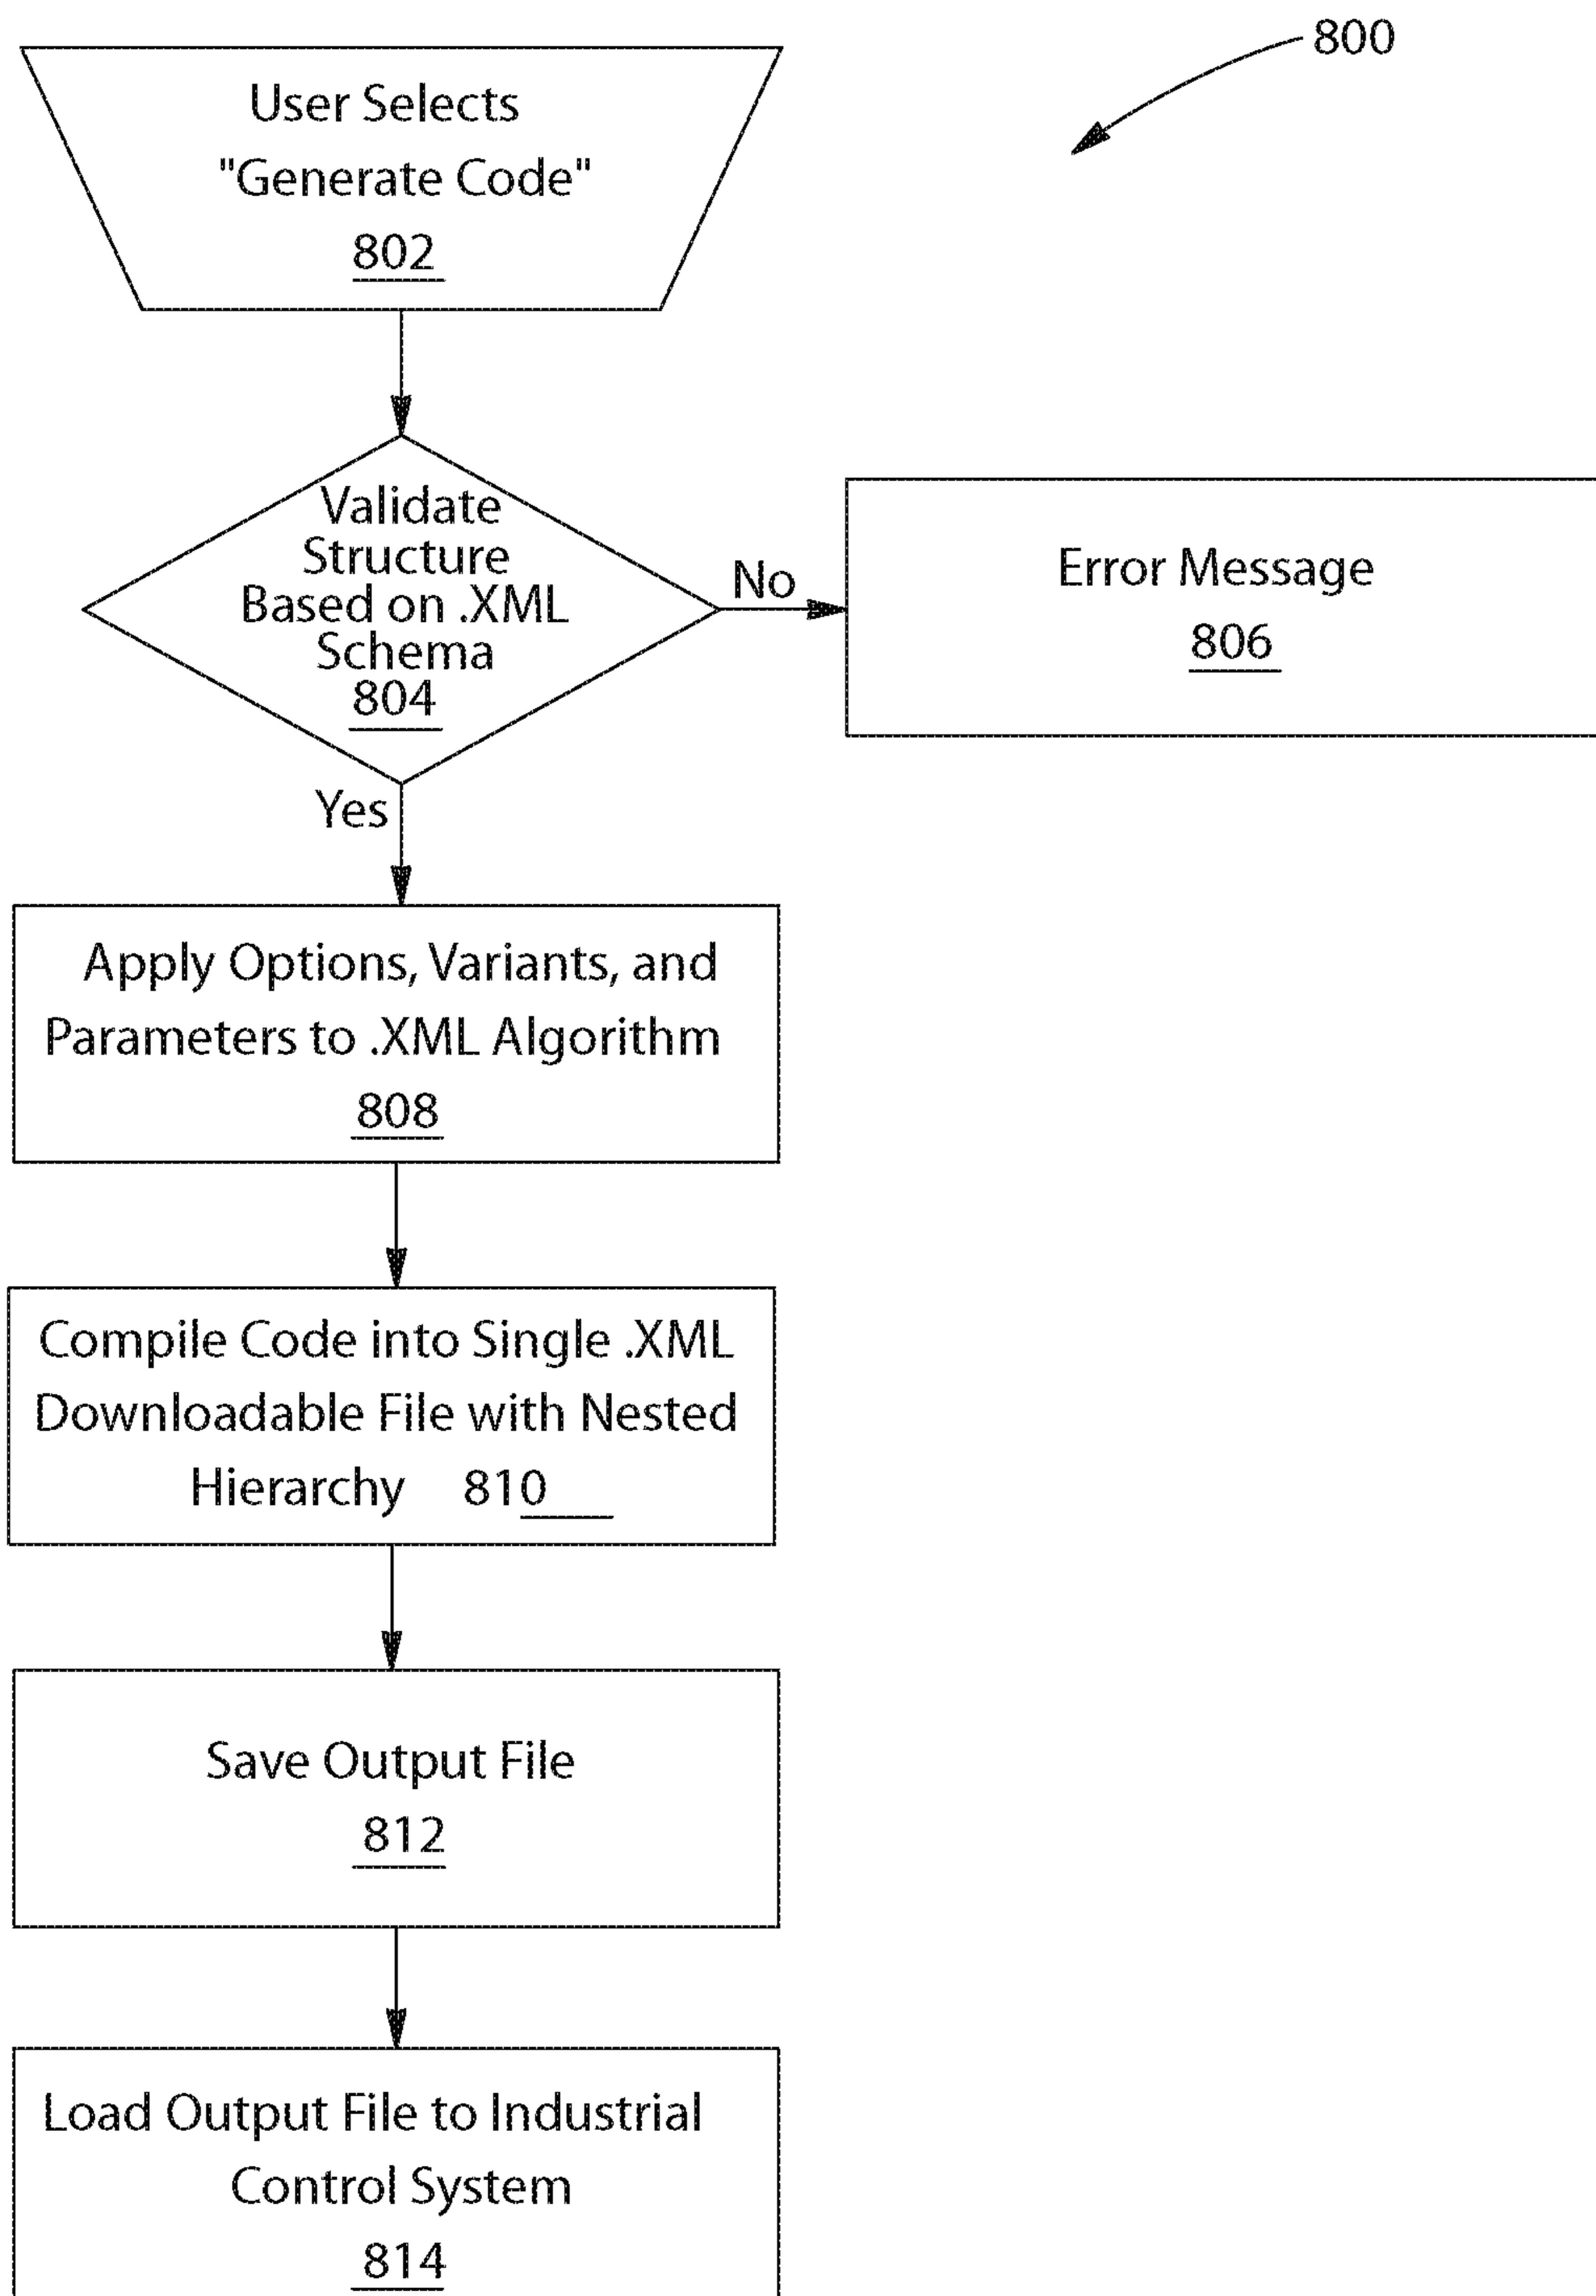 800
User Selects
"Generate Code"
802
Validate
Structure
Based on .XML
Schema
804
No
Error Message
806
Yes
Apply Options, Variants, and
Parameters to .XML Algorithm
808
Compile Code into Single .XML
Downloadable File with Nested
Hierarchy 810
Save Output File
812
Load Output File to Industrial
Control System
814